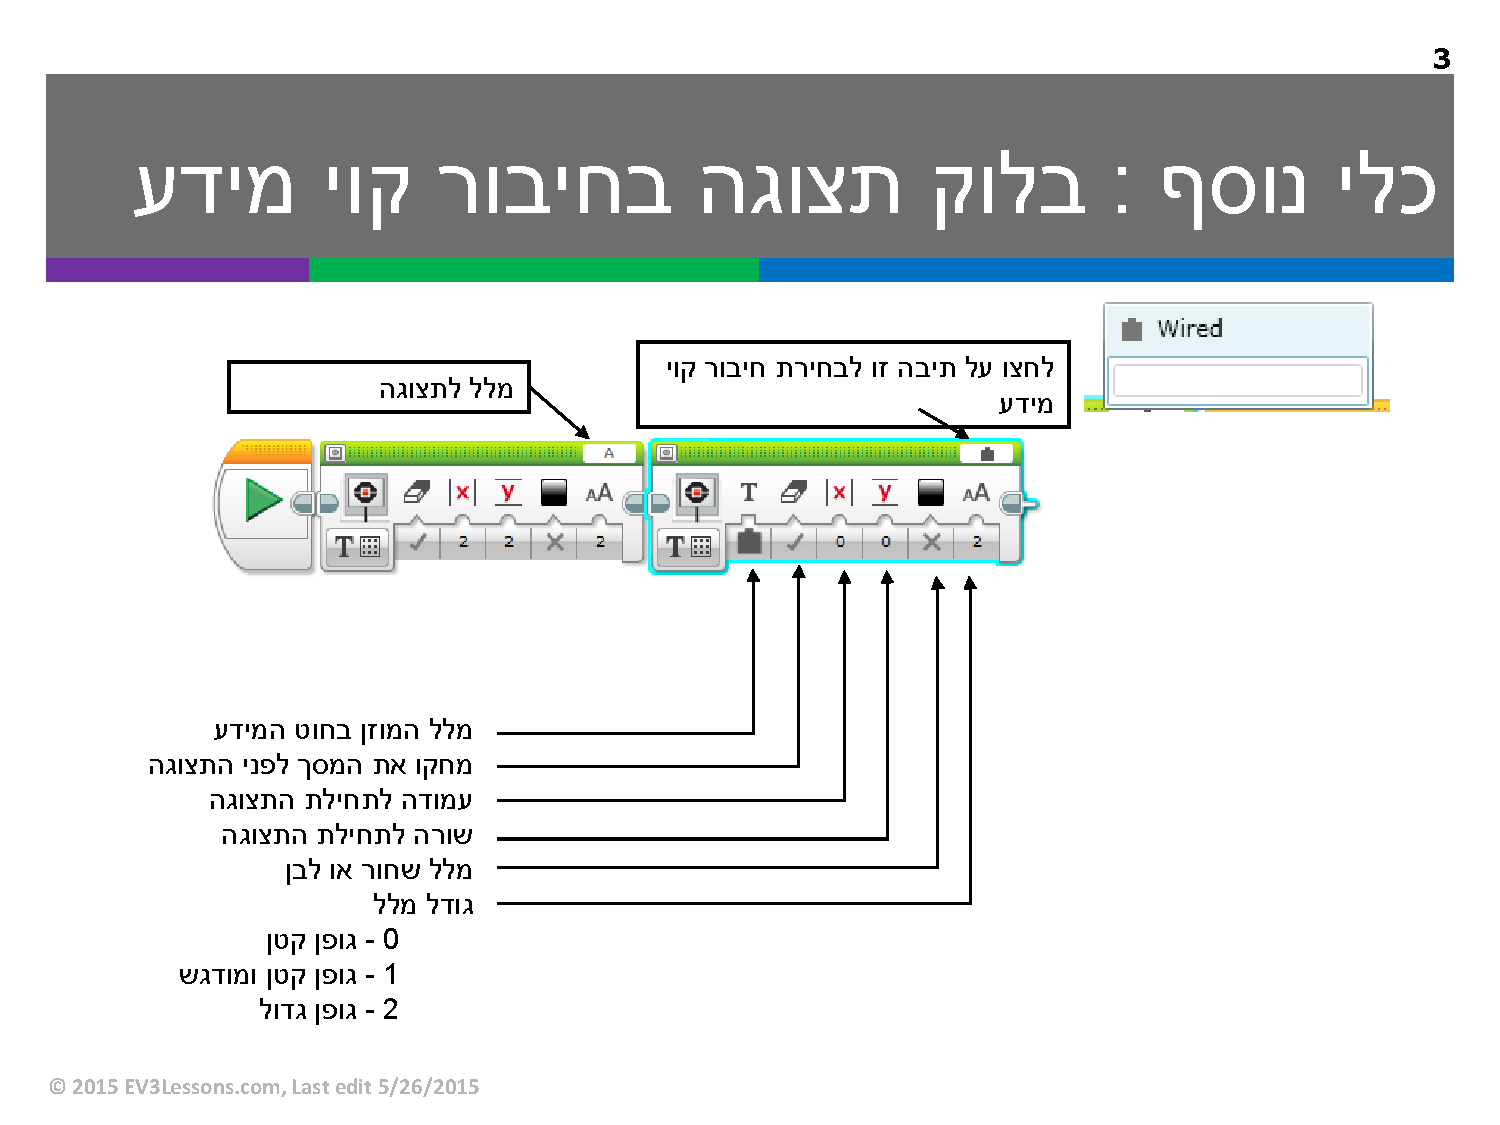 3
כלי נוסף : בלוק תצוגה בחיבור קוי מידע
Wired
לחצו על תיבה זו לבחירת חיבור קוי
מידע
מלל לתצוגה
A
x y AA T x y AA
T 2 2 2 T 0 0 2
מלל המוזן בחוט המידע
מחקו את המסך לפני התצוגה
עמודה לתחילת התצוגה
שורה לתחילת התצוגה
מלל שחור או לבן
גודל מלל
0 - גופן קטן
1 - גופן קטן ומודגש
2 - גופן גדול
© 2015 EV3Lessons.com, Last edit 5/26/2015